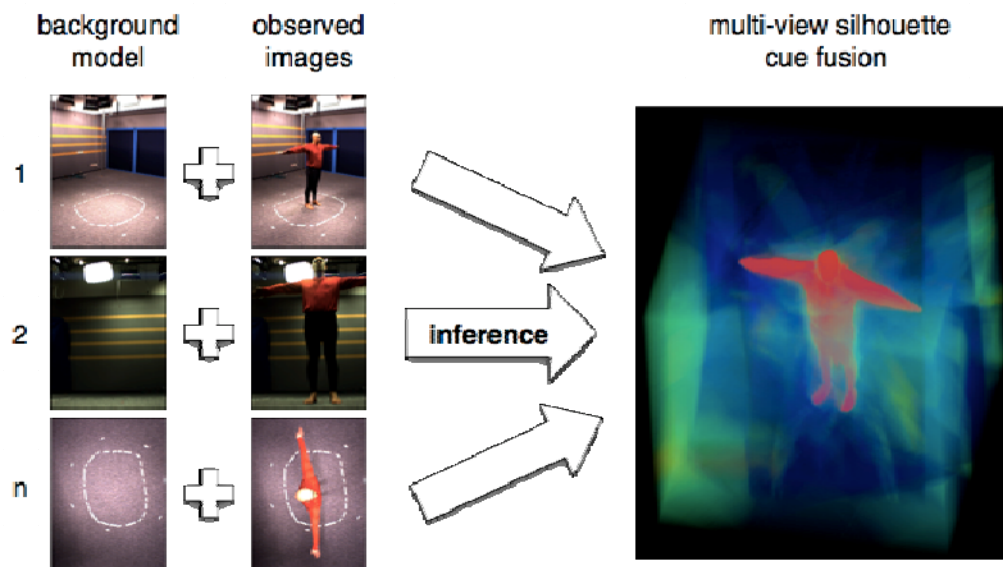 background
model
observed
images
multi-view silhouette
cue fusion
1
2
inference
n